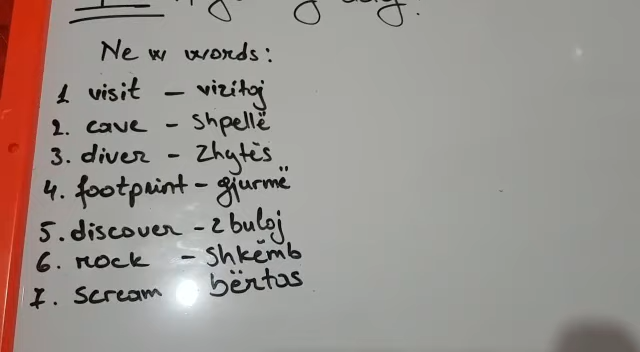 New words:
1 visit – vizitoj
2. cave – Shpellë
3. diver – Zhytës
4. footprint – gjurmë
5. discover – zbuloj
6. rock – Shkëmb
7. scream bërtas